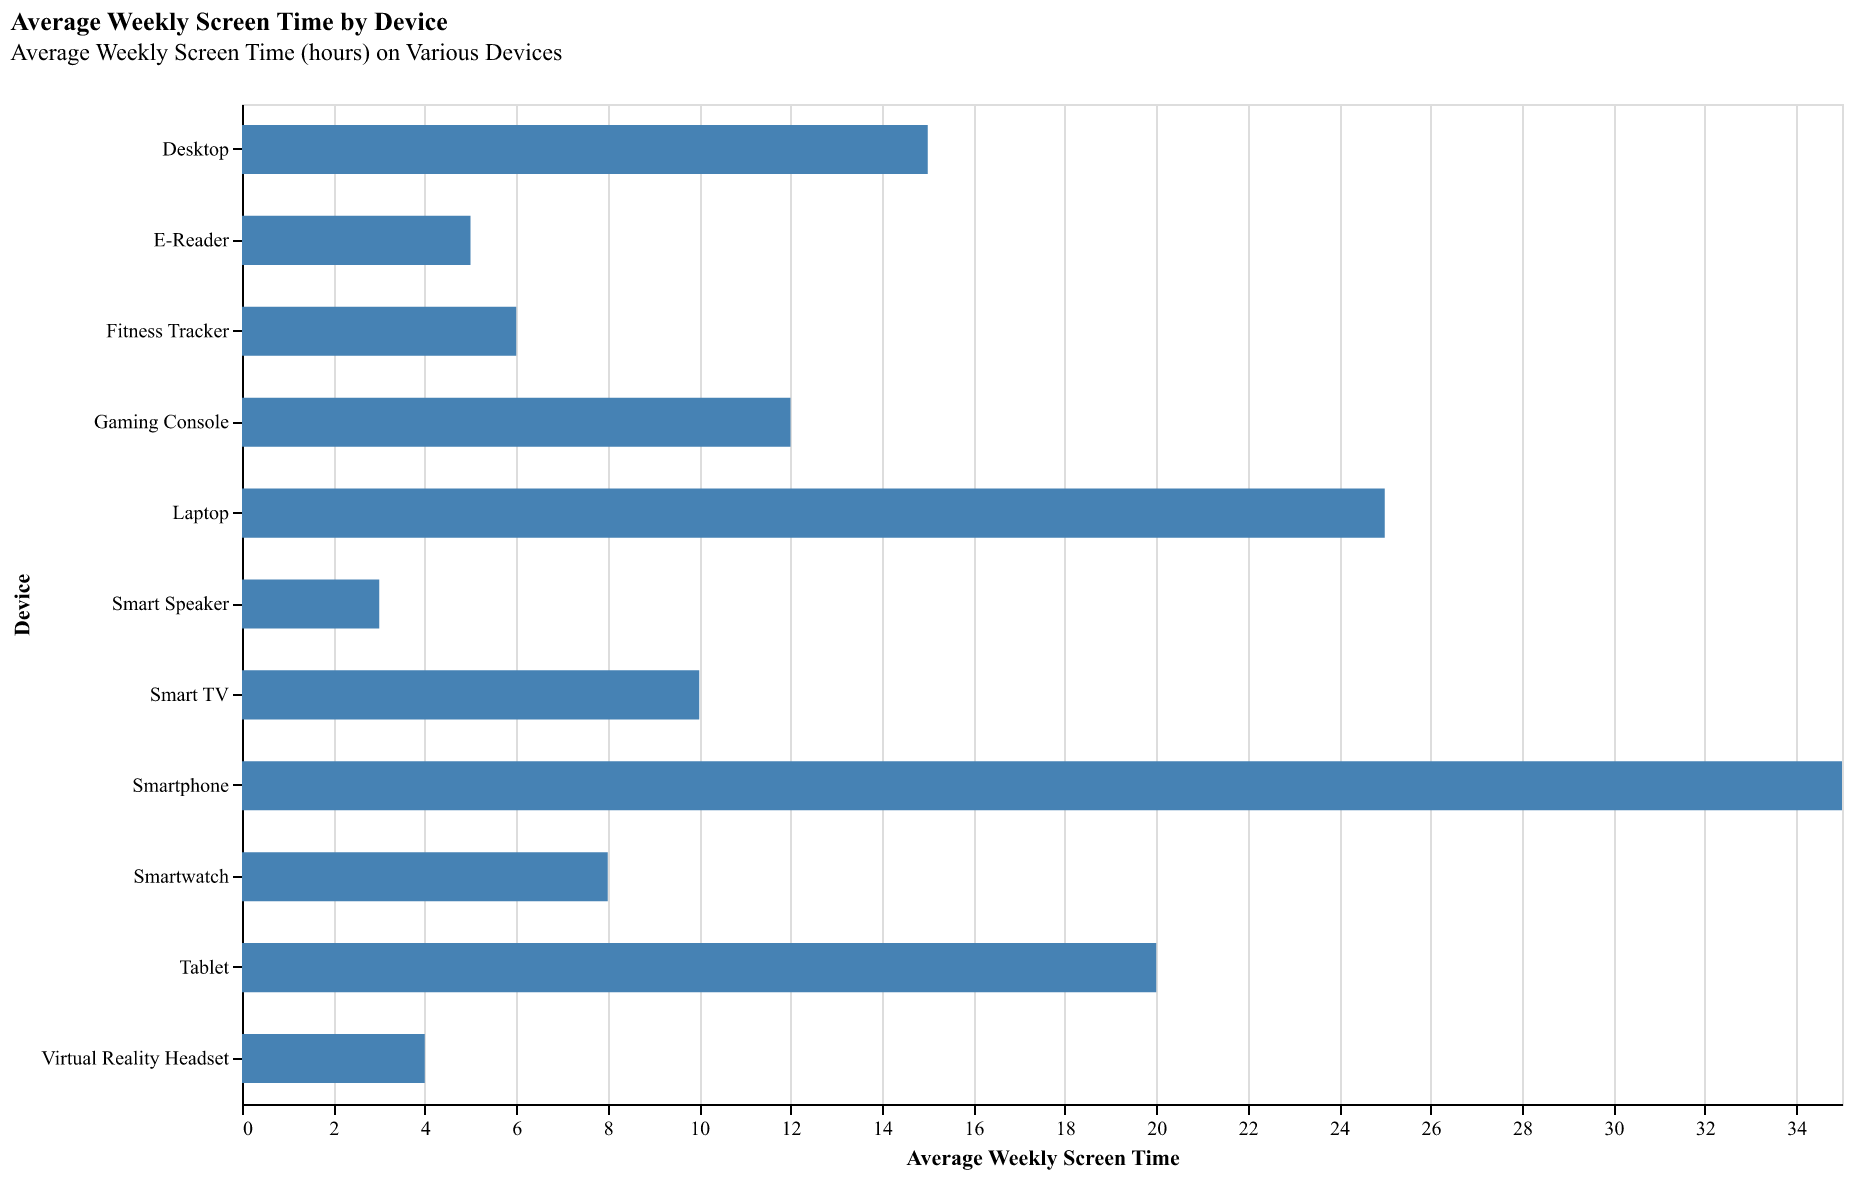 Average Weekly Screen Time by Device
Average Weekly Screen Time (hours) on Various Devices
Device
Desktop
E-Reader
Fitness Tracker
Gaming Console
Laptop
Smart Speaker
Smart TV
Smartphone
Smartwatch
Tablet
Virtual Reality Headset
0 2 4 6 8 10 12 14 16 18 20 22 24 26 28 30 32 34
Average Weekly Screen Time